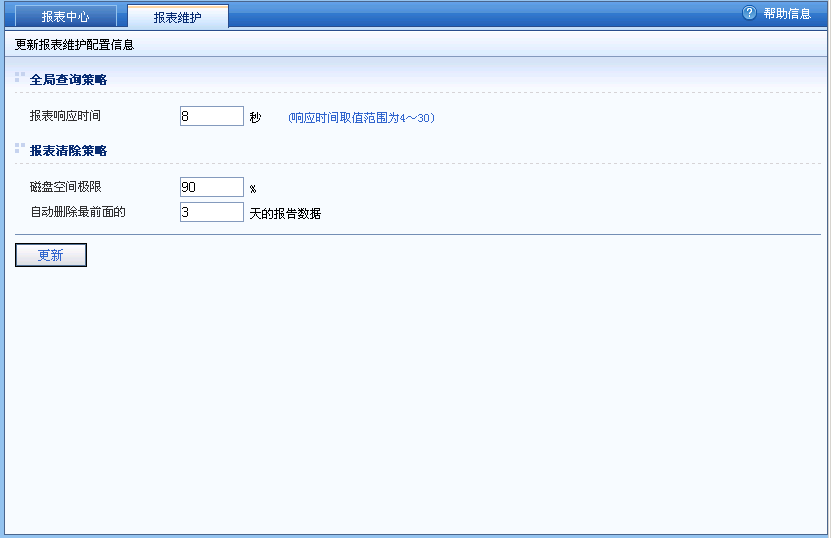 报表中心 报表维护 帮助信息
更新报表维护配置信息
全局查询策略
报表响应时间 8 秒 (响应时间取值范围为4～30)
报表清除策略
磁盘空间极限 90 %
自动删除最前面的 3 天的报告数据
更新